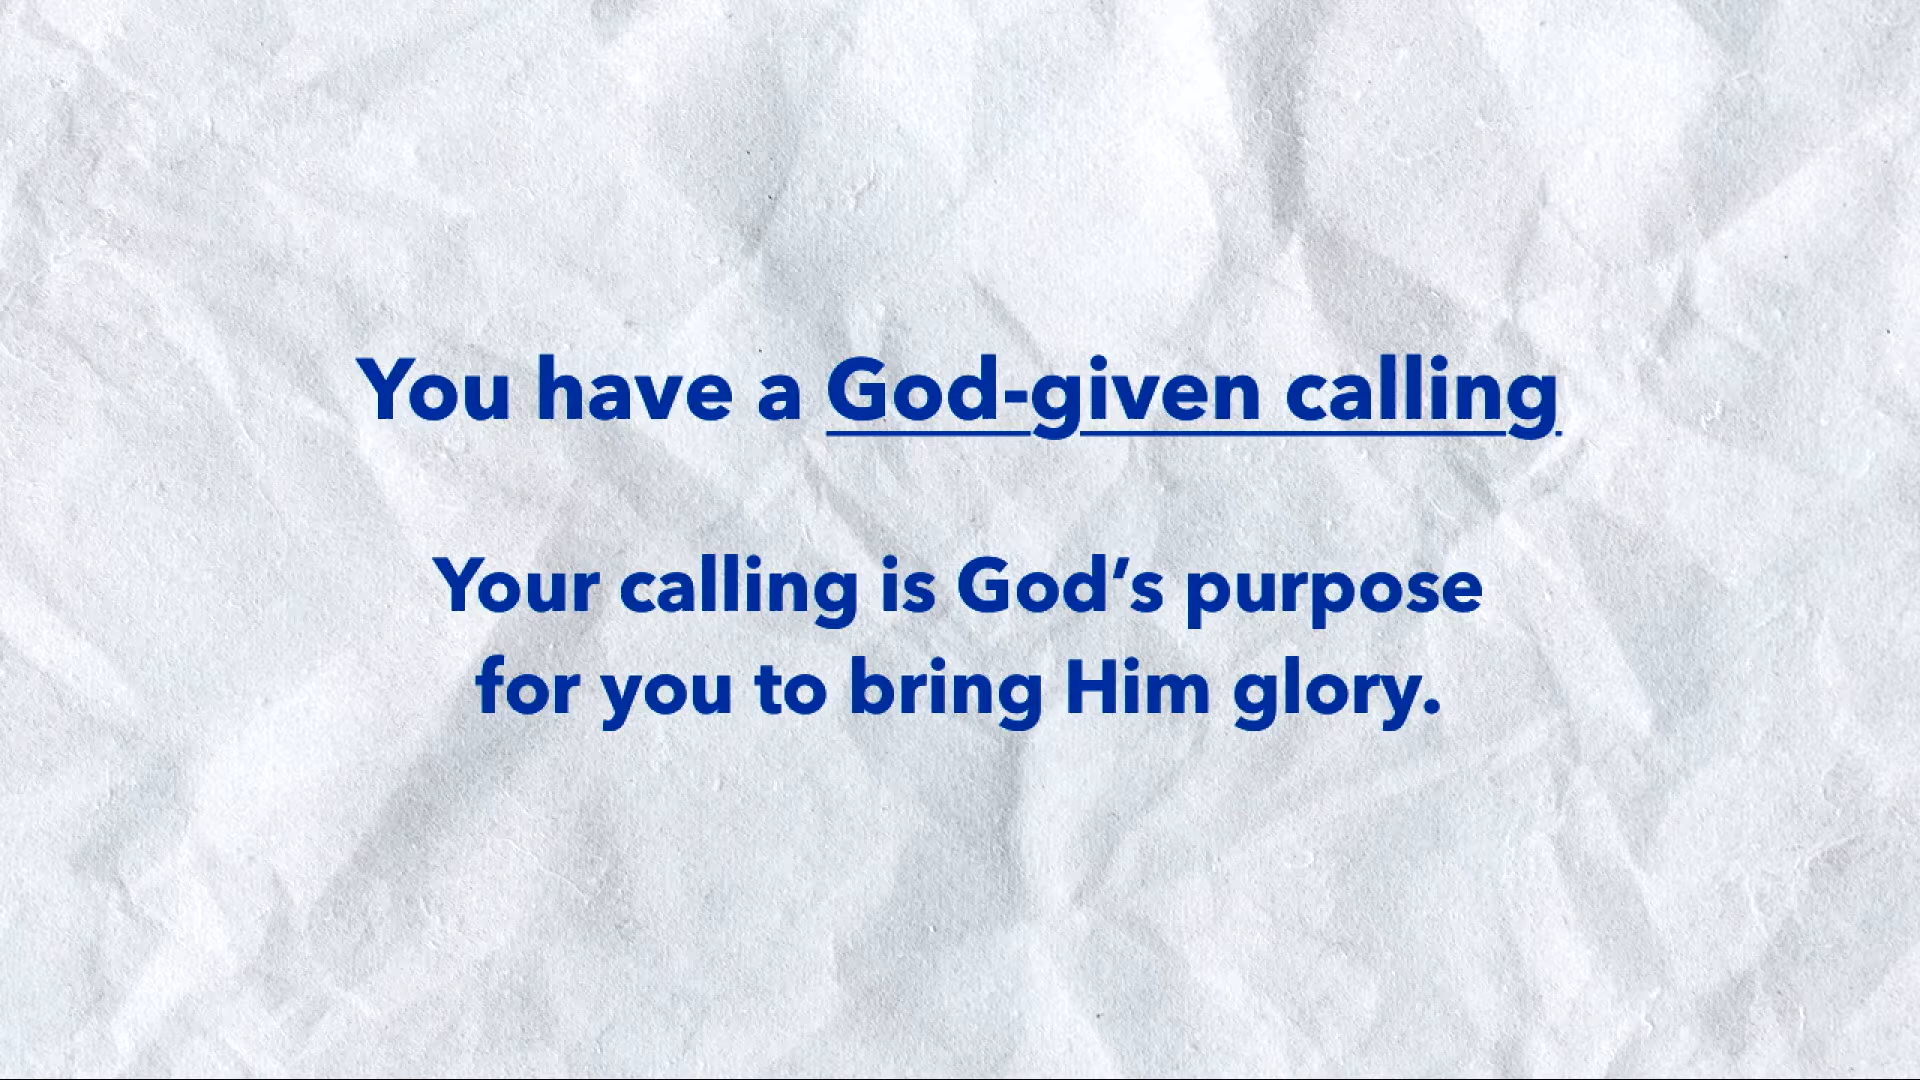 You have a God-given calling
Your calling is God’s purpose
for you to bring Him glory.